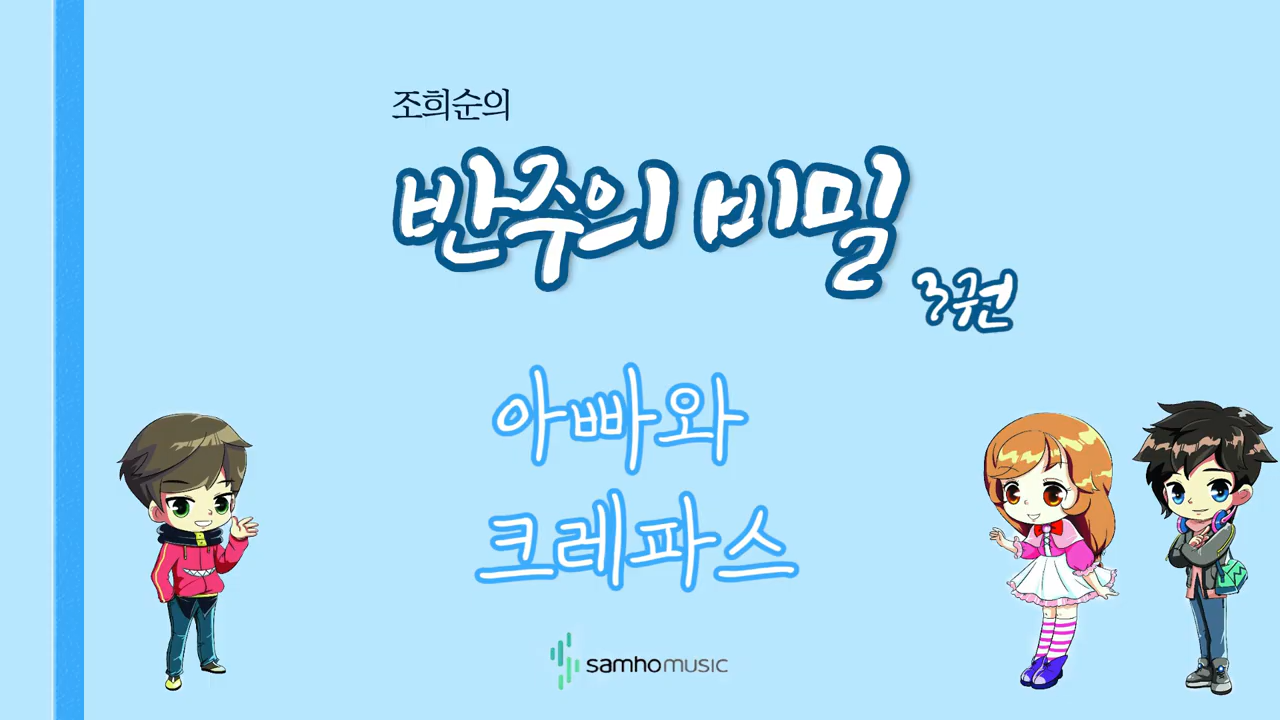 조희순의
반주의 비밀
3권
아빠와
크레파스
samhomusic